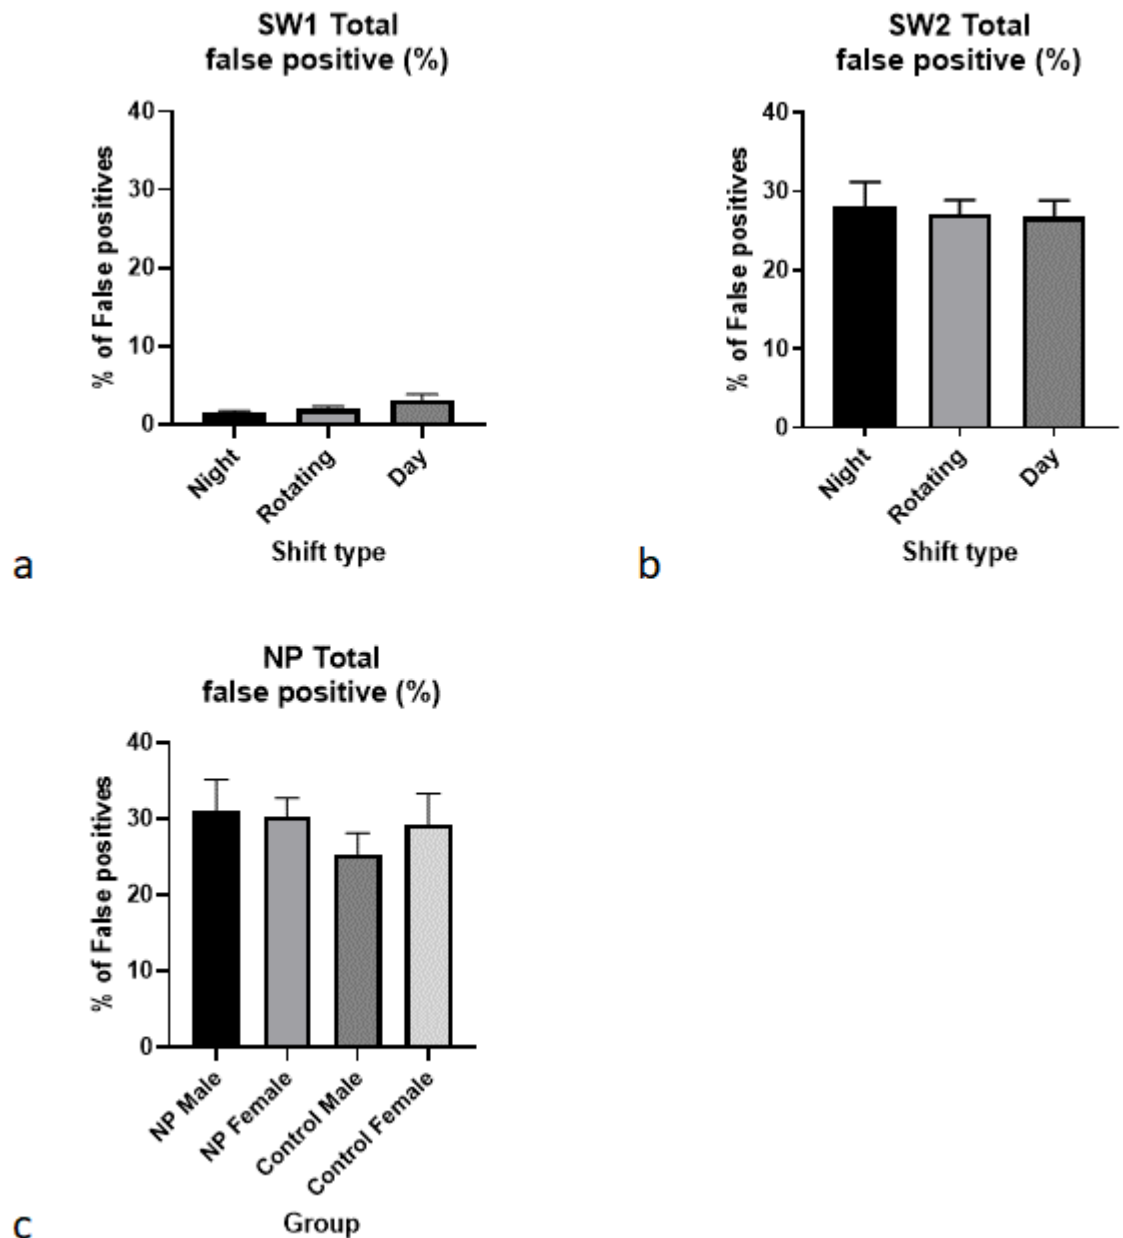 SW1 Total
false positive (%)
% of False positives
40
30
20
10
0
Night
Rotating
Day
Shift type
a
SW2 Total
false positive (%)
% of False positives
40
30
20
10
0
Night
Rotating
Day
Shift type
b
NP Total
false positive (%)
% of False positives
40
30
20
10
0
NP Male
NP Female
Control Male
Control Female
Group
c